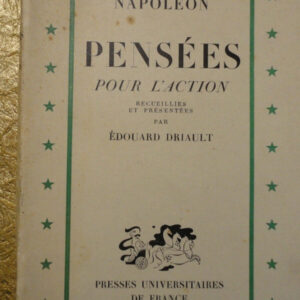 NAPOLÉON
PENSÉES
POUR L'ACTION
RECUEILLIES
ET PRÉSENTÉES
PAR
ÉDOUARD DRIAULT
PRESSES UNIVERSITAIRES
DE FRANCE